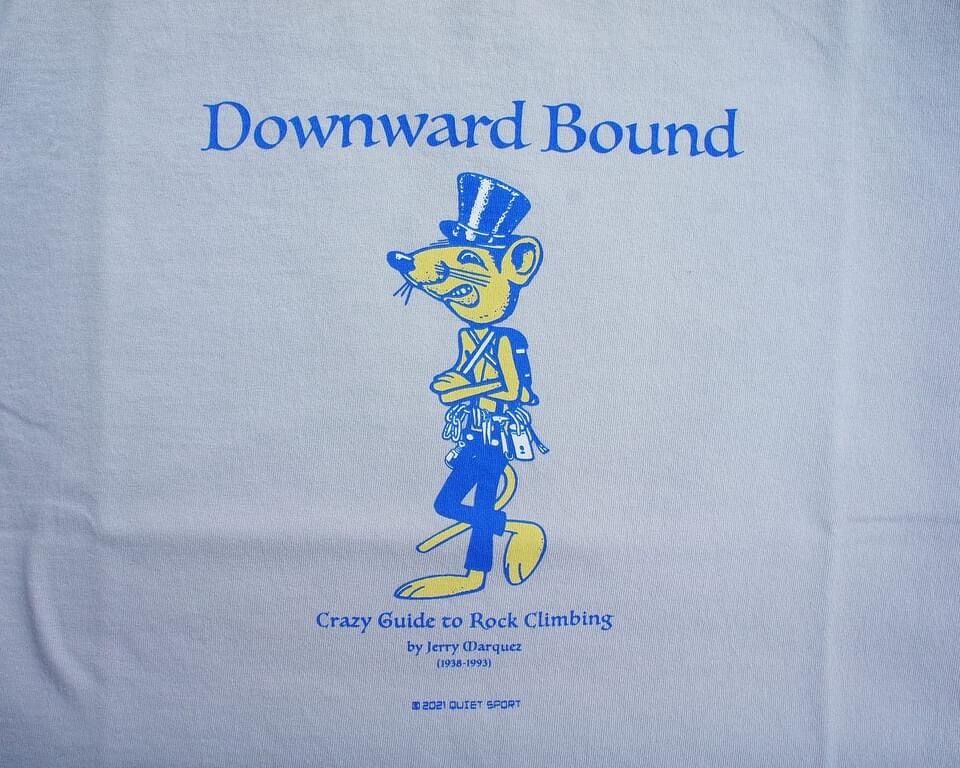 Downward Bound
Crazy Guide to Rock Climbing
by Jerry Marquez
(1938-1993)
© 2021 QUIET SPORT